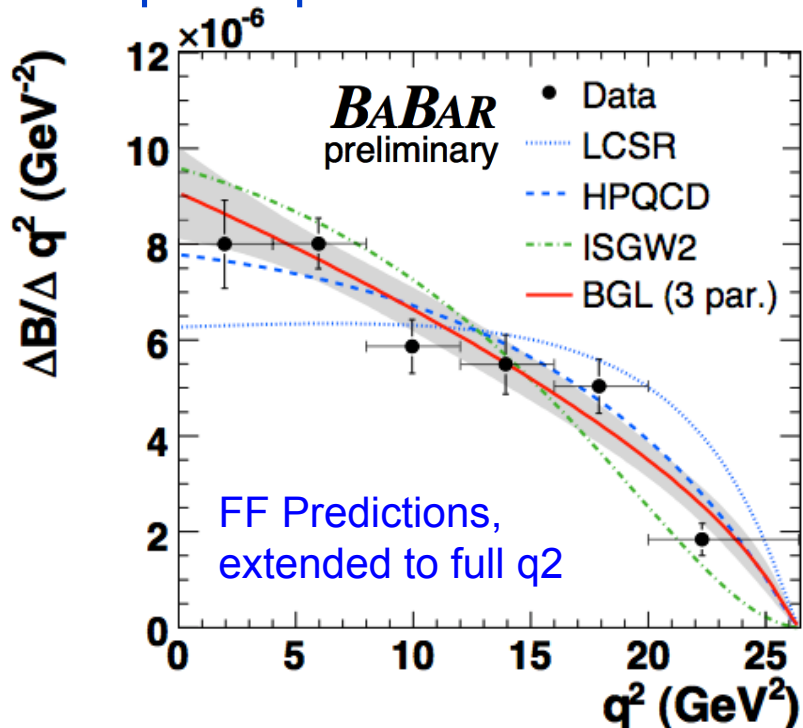 ×10⁻⁶
12
10
8
6
4
2
0
ΔB/Δ q² (GeV⁻²)
BABAR
preliminary
Data
LCSR
HPQCD
ISGW2
BGL (3 par.)
FF Predictions,
extended to full q2
0 5 10 15 20 25
q² (GeV²)